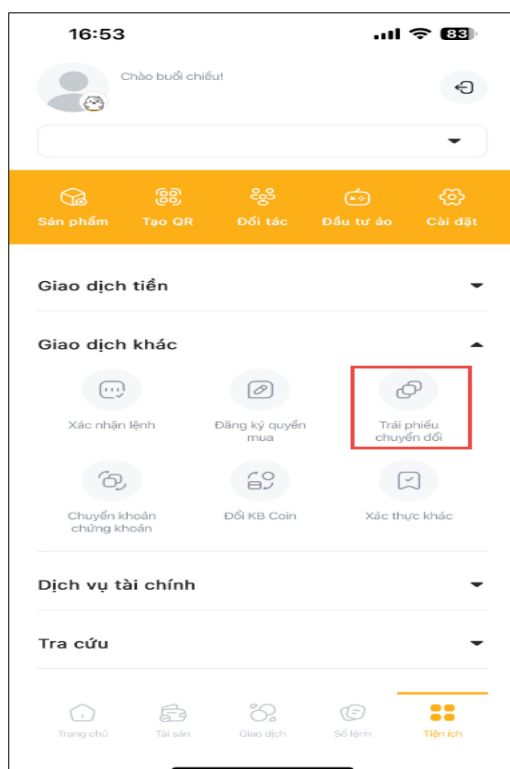 16:53
83
Chào buổi chiều!
Sản phẩm Tạo QR Đối tác Đầu tư ảo Cài đặt
Giao dịch tiền
Giao dịch khác
Xác nhận lệnh Đăng ký quyền mua Trái phiếu chuyển đổi
Chuyển khoản chứng khoán Đổi KB Coin Xác thực khác
Dịch vụ tài chính
Tra cứu
Trang chủ Tài sản Giao dịch Sổ lệnh Tiện ích